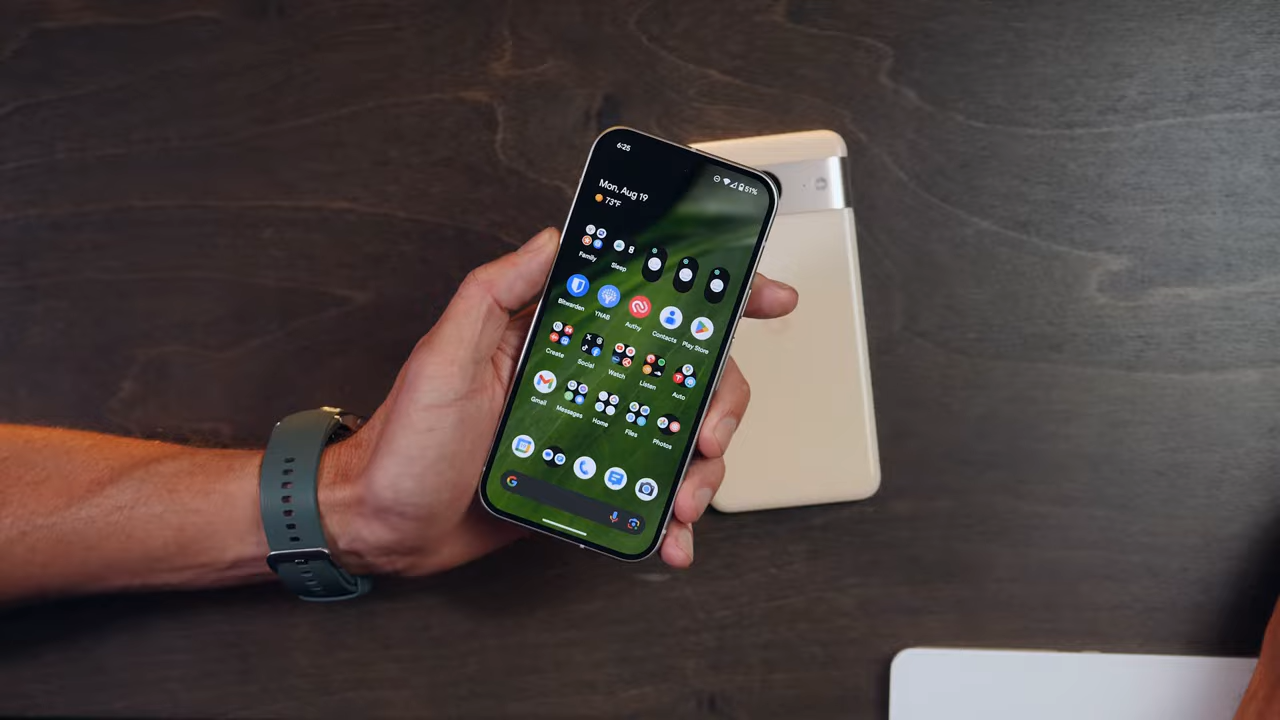 6:25
51%
Mon, Aug 19
73°F
Family
Sleep
Bitwarden
YNAB
Authy
Contacts
Play Store
Create
Social
Watch
Listen
Auto
Gmail
Messages
Home
Files
Photos